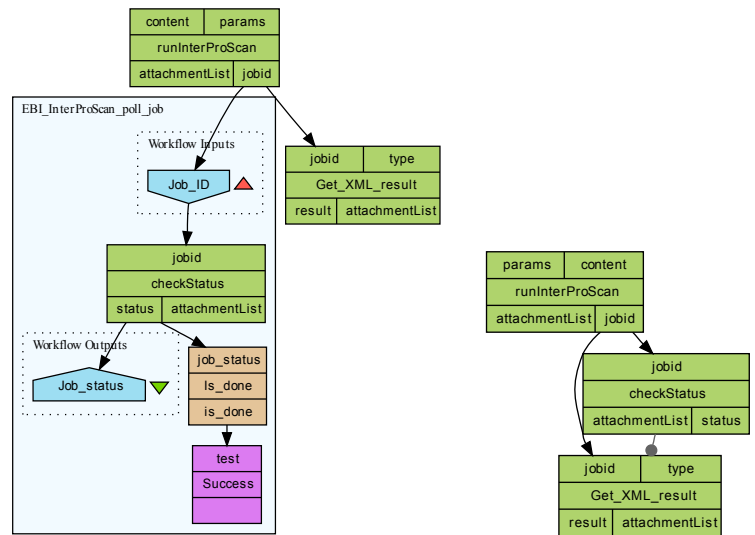 content params
runInterProScan
attachmentList jobid
EBI_InterProScan_poll_job
Workflow Inputs
Job_ID
jobid type
Get_XML_result
result attachmentList
jobid
checkStatus
status attachmentList
Workflow Outputs
Job_status
job_status
Is_done
is_done
test
Success
params content
runInterProScan
attachmentList jobid
jobid
checkStatus
attachmentList status
jobid type
Get_XML_result
result attachmentList